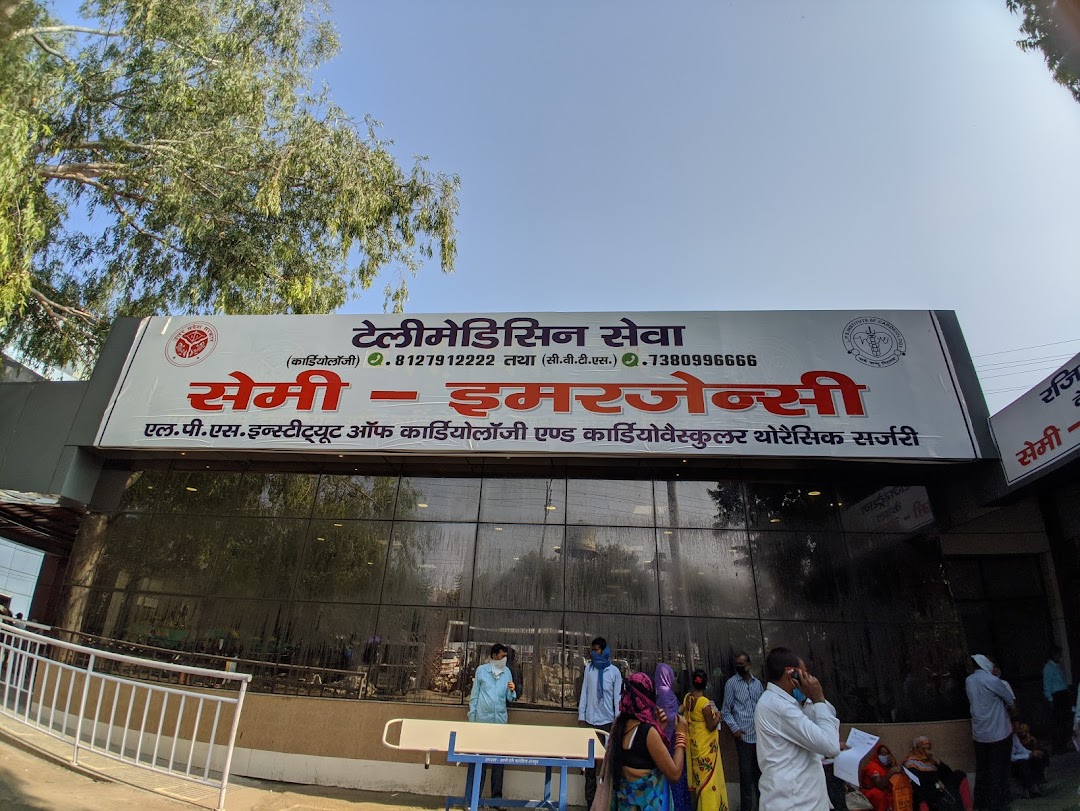 टेलीमेडिसिन सेवा
(कार्डियोलॉजी) . 8127912222 तथा (सी.वी.टी.एस.) . 7380996666
सेमी - इमरजेन्सी
एल.पी.एस.इन्स्टीट्यूट ऑफ कार्डियोलॉजी एण्ड कार्डियोवैस्कुलर थोरैसिक सर्जरी
सेमी -